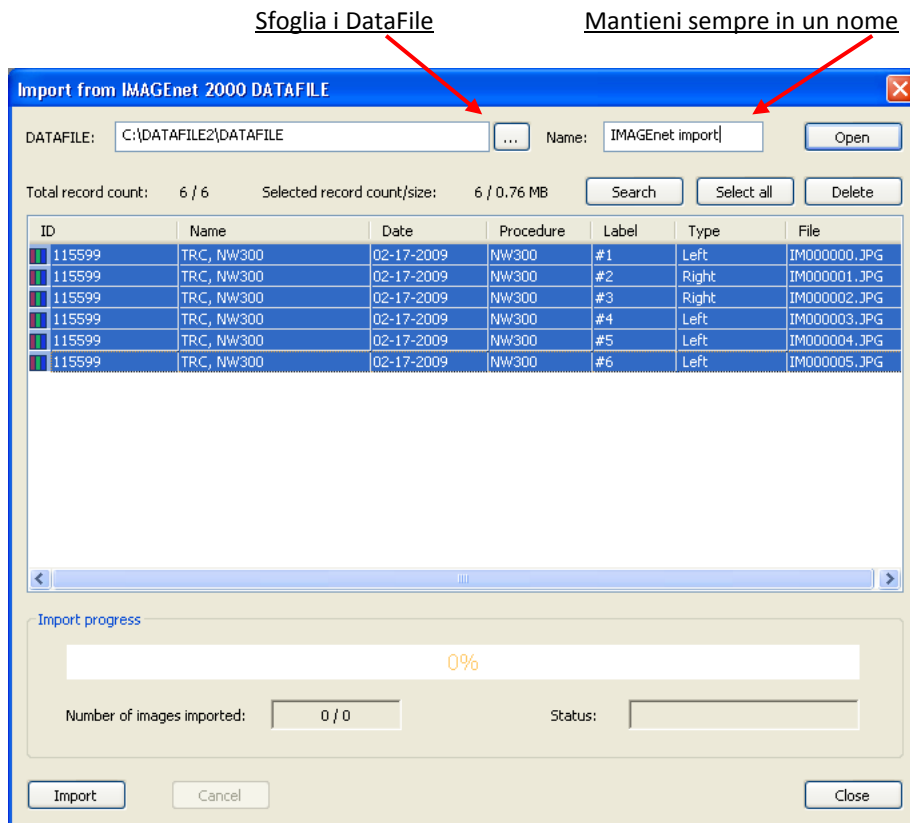 Sfoglia i DataFile Mantieni sempre in un nome
Import from IMAGEnet 2000 DATAFILE
DATAFILE: C:\DATAFILE2\DATAFILE ... Name: IMAGEnet import Open
Total record count: 6 / 6 Selected record count/size: 6 / 0.76 MB Search Select all Delete
ID Name Date Procedure Label Type File
115599 TRC, NW300 02-17-2009 NW300 #1 Left IM000000.JPG
115599 TRC, NW300 02-17-2009 NW300 #2 Right IM000001.JPG
115599 TRC, NW300 02-17-2009 NW300 #3 Right IM000002.JPG
115599 TRC, NW300 02-17-2009 NW300 #4 Left IM000003.JPG
115599 TRC, NW300 02-17-2009 NW300 #5 Left IM000004.JPG
115599 TRC, NW300 02-17-2009 NW300 #6 Left IM000005.JPG
Import progress
0%
Number of images imported: 0 / 0 Status:
Import Cancel Close